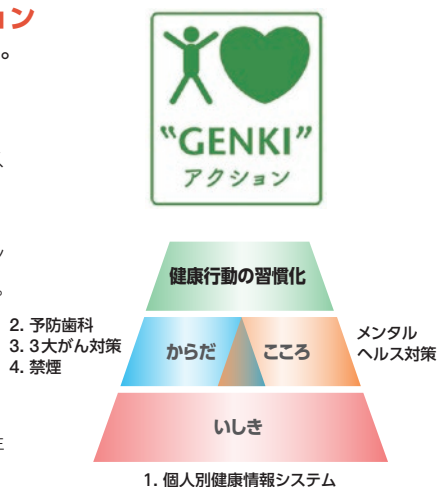 ョン
。
"GENKI"
アクション
健康行動の習慣化
2. 予防歯科
3. 3大がん対策
4. 禁煙
からだ
こころ
メンタル
ヘルス対策
いしき
1. 個人別健康情報システム